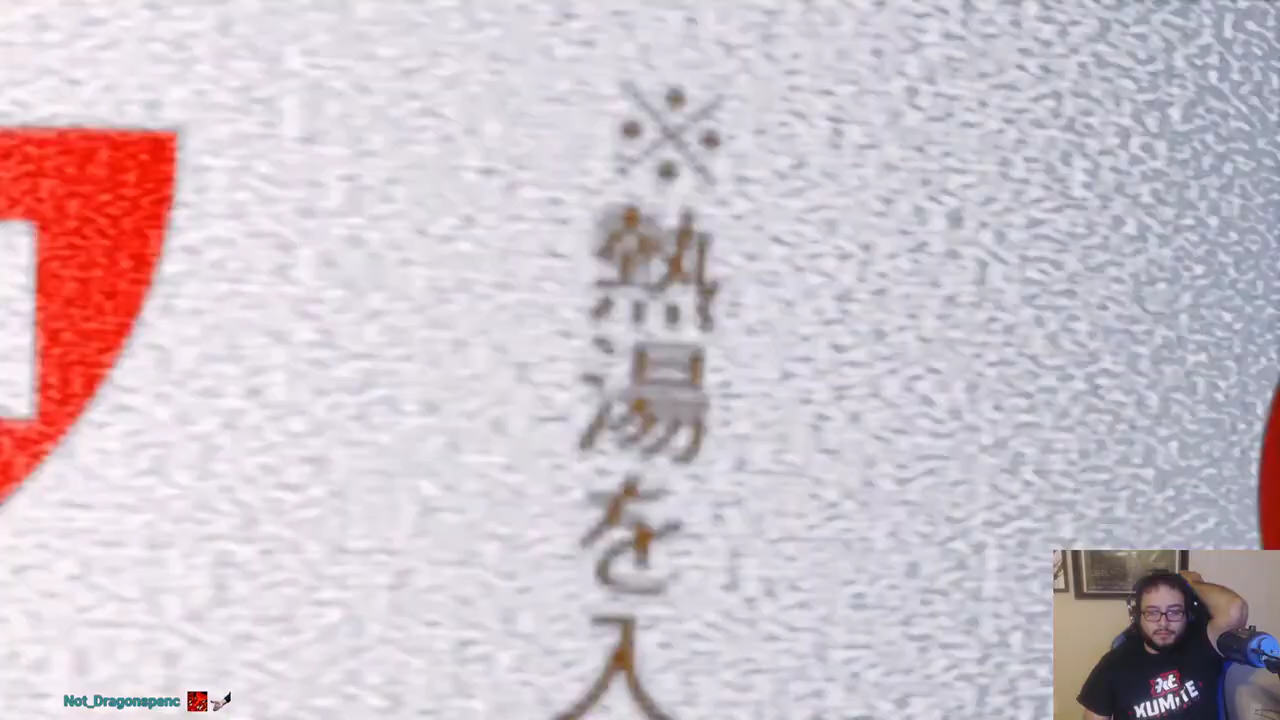 ※熱湯を入
Not_Dragonspenc
KUMITE